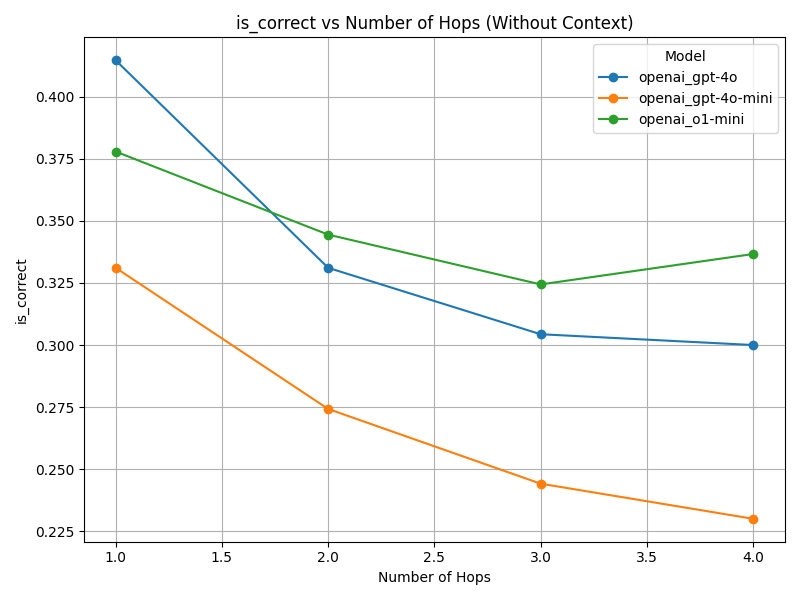 is_correct vs Number of Hops (Without Context)
Model
openai_gpt-4o
openai_gpt-4o-mini
openai_o1-mini
is_correct
0.400
0.375
0.350
0.325
0.300
0.275
0.250
0.225
1.0 1.5 2.0 2.5 3.0 3.5 4.0
Number of Hops